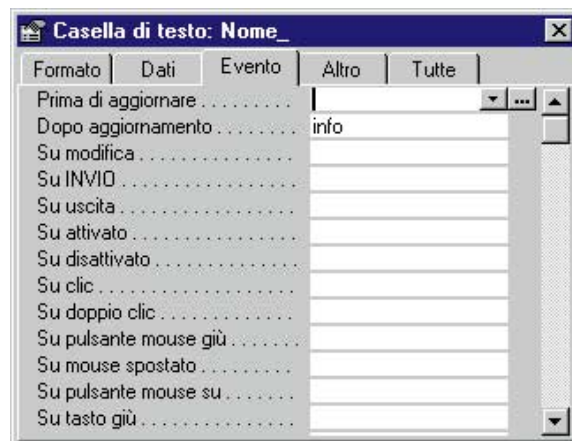 Casella di testo: Nome_
Formato Dati Evento Altro Tutte
Prima di aggiornare . . . . . . . . .
Dopo aggiornamento . . . . . . . . info
Su modifica . . . . . . . . . . . . . . .
Su INVIO . . . . . . . . . . . . . . . . .
Su uscita . . . . . . . . . . . . . . . . .
Su attivato . . . . . . . . . . . . . . . .
Su disattivato . . . . . . . . . . . . .
Su clic . . . . . . . . . . . . . . . . . . .
Su doppio clic . . . . . . . . . . . . .
Su pulsante mouse giù . . . . . . .
Su mouse spostato . . . . . . . . . .
Su pulsante mouse su . . . . . . .
Su tasto giù . . . . . . . . . . . . . . .